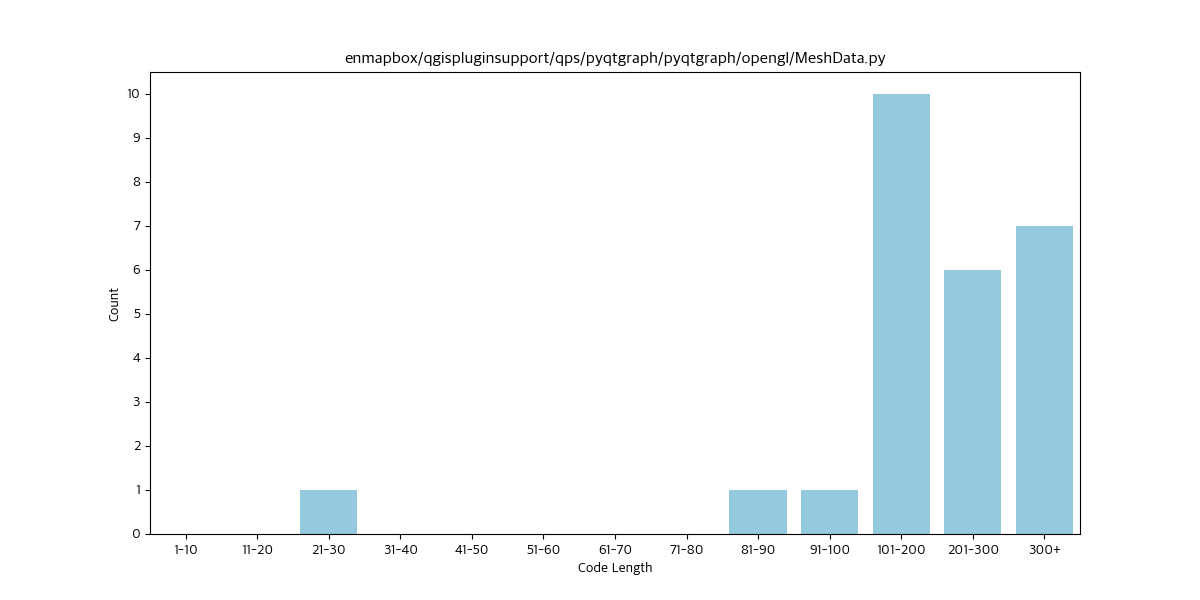 enmapbox/qgispluginsupport/qps/pyqtgraph/pyqtgraph/opengl/MeshData.py
10
9
8
7
6
5
4
3
2
1
0
Count
1-10 11-20 21-30 31-40 41-50 51-60 61-70 71-80 81-90 91-100 101-200 201-300 300+
Code Length